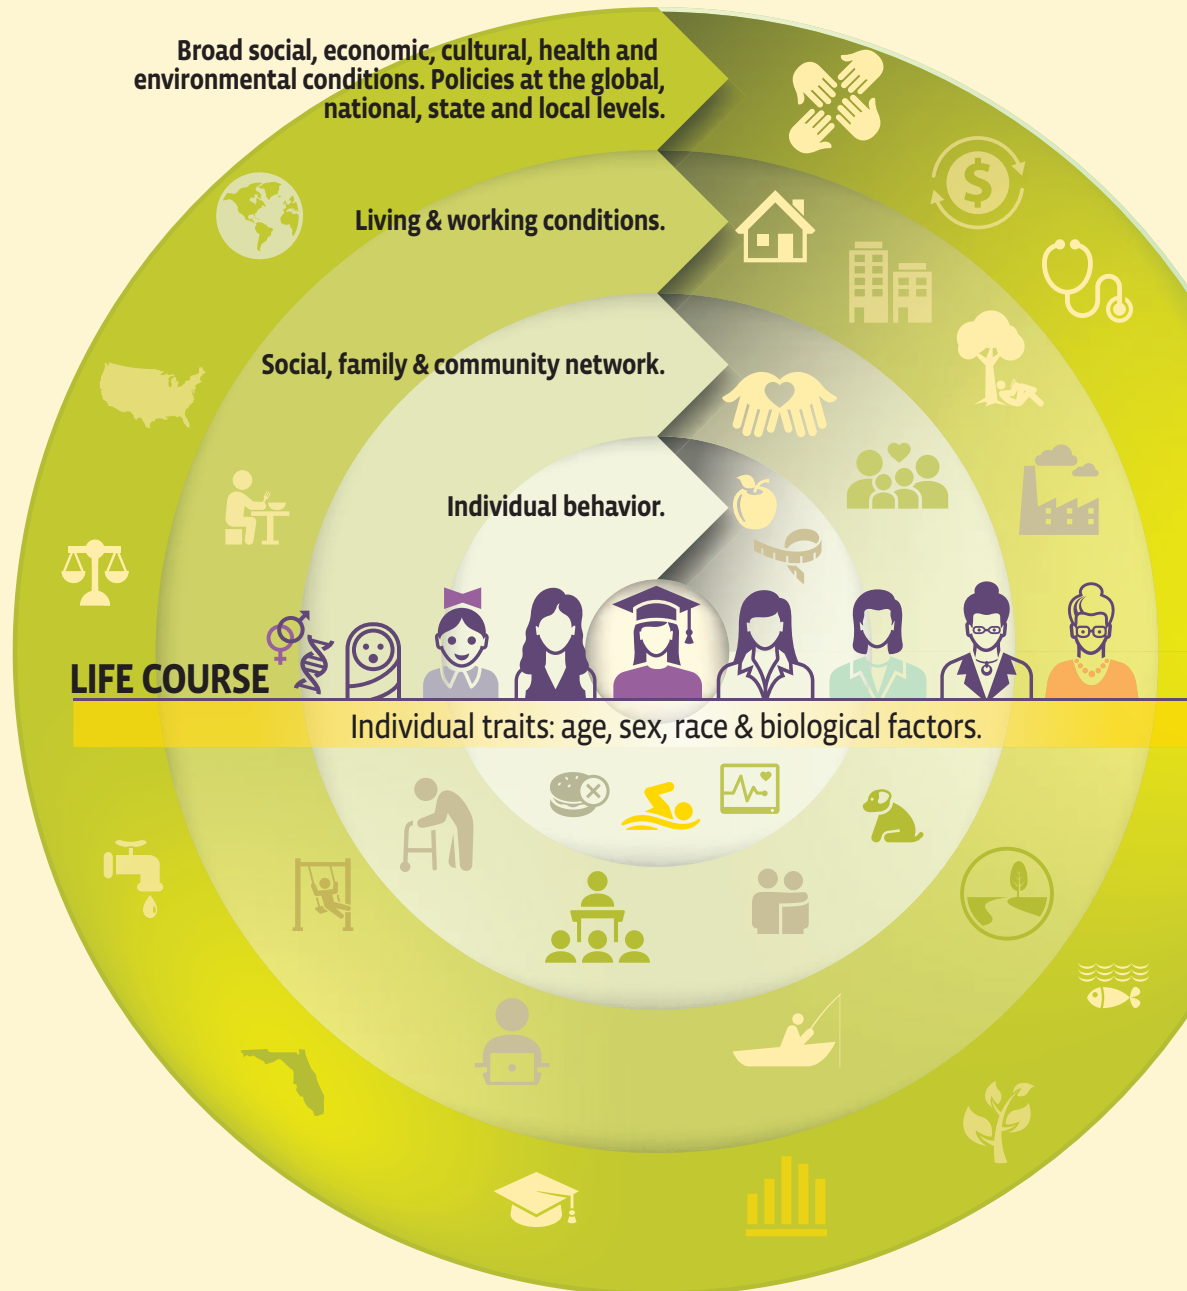 Broad social, economic, cultural, health and
environmental conditions. Policies at the global,
national, state and local levels.
Living & working conditions.
Social, family & community network.
Individual behavior.
LIFE COURSE
Individual traits: age, sex, race & biological factors.
$